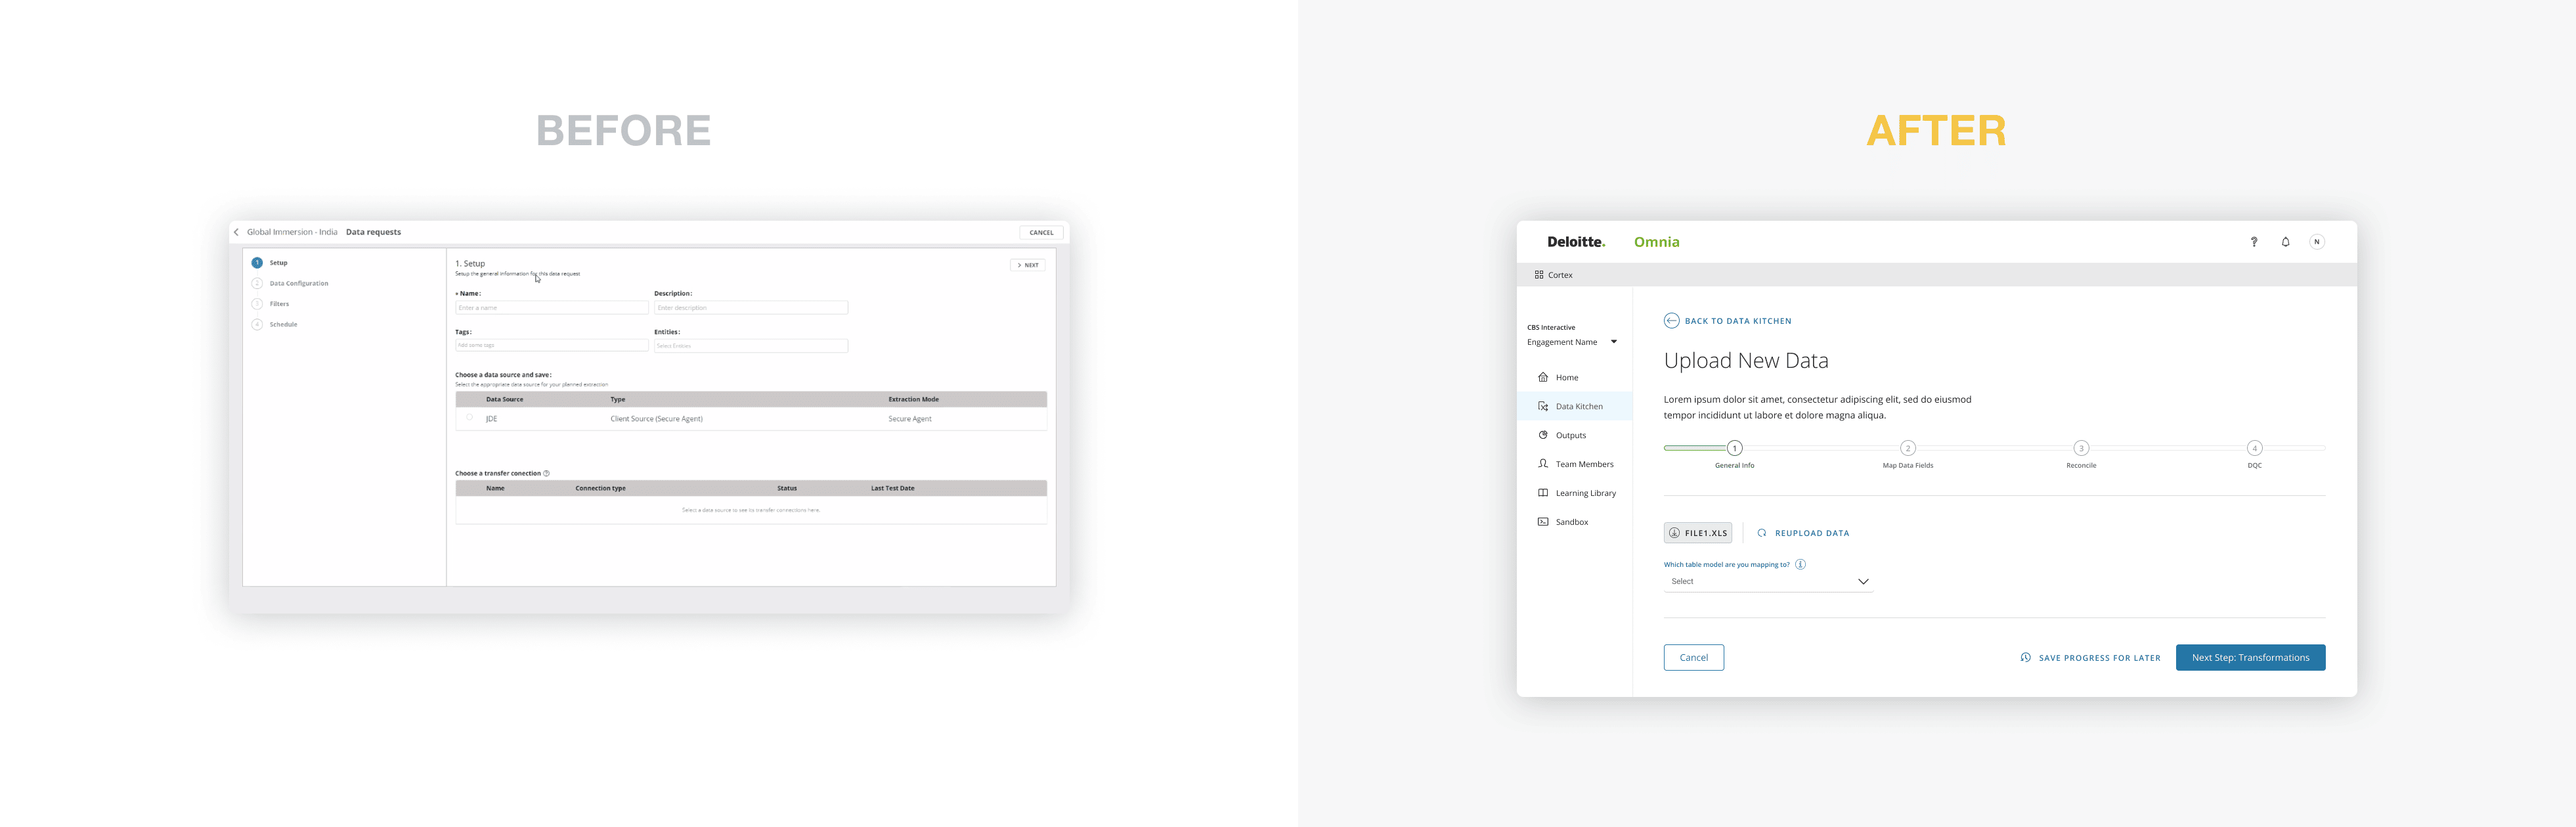 BEFORE
Global Immersion - India Data requests CANCEL
1 Setup
2 Data Configuration
3 Filters
4 Schedule
1. Setup
Setup the general information for this data request
> NEXT
* Name: Description:
Enter a name Enter description
Tags: Entities:
Add some tags Select Entities
Choose a data source and save:
Select the appropriate data source for your planned extraction
Data Source Type Extraction Mode
JDE Client Source (Secure Agent) Secure Agent
Choose a transfer conection ?
Name Connection type Status Last Test Date
Select a data source to see its transfer connections here.
AFTER
Deloitte. Omnia ? N
Cortex
CBS Interactive
Engagement Name
Home
Data Kitchen
Outputs
Team Members
Learning Library
Sandbox
BACK TO DATA KITCHEN
Upload New Data
Lorem ipsum dolor sit amet, consectetur adipiscing elit, sed do eiusmod
tempor incididunt ut labore et dolore magna aliqua.
1 2 3 4
General Info Map Data Fields Reconcile DQC
FILE1.XLS REUPLOAD DATA
Which table model are you mapping to? i
Select
Cancel SAVE PROGRESS FOR LATER Next Step: Transformations